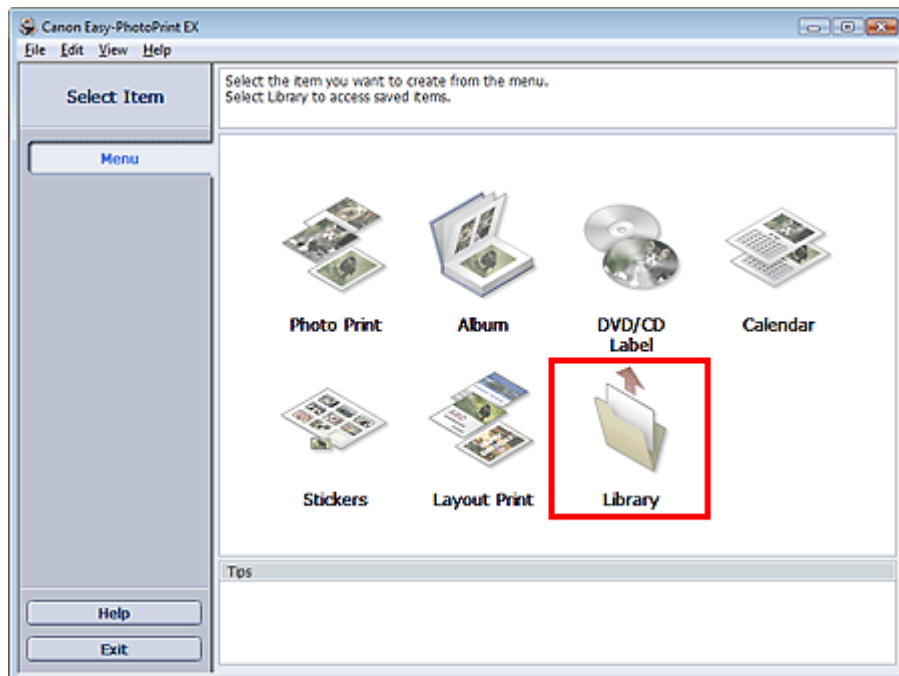 Canon Easy-PhotoPrint EX
File Edit View Help
Select Item
Select the item you want to create from the menu.
Select Library to access saved items.
Menu
Photo Print
Album
DVD/CD
Label
Calendar
Stickers
Layout Print
Library
Tips
Help
Exit